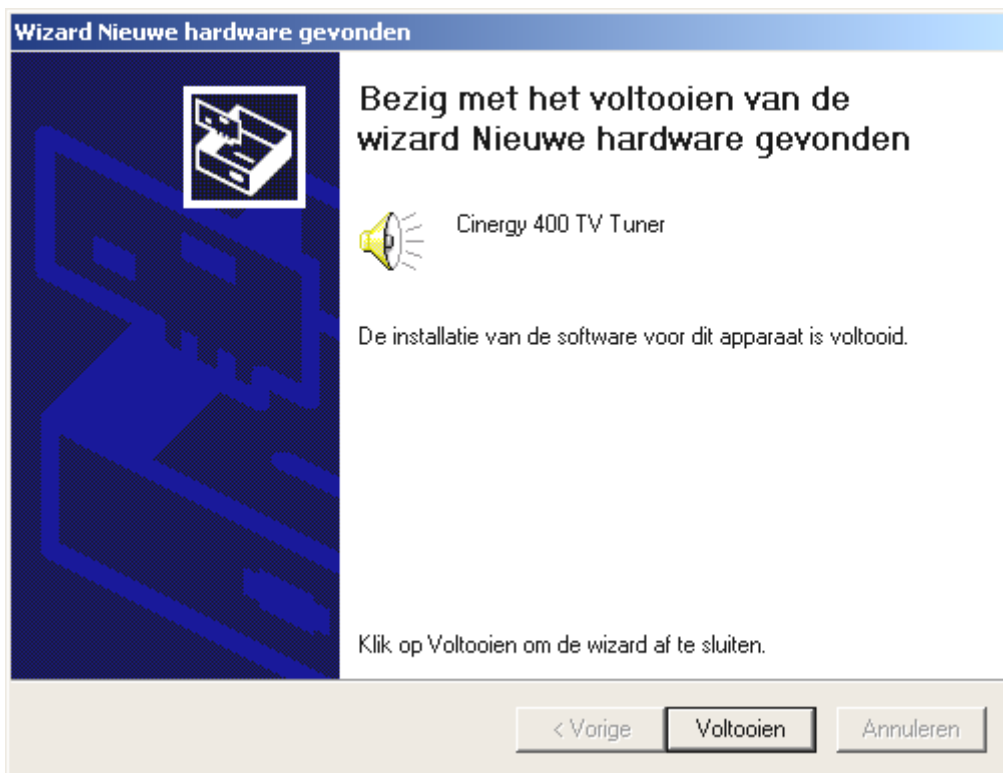 Wizard Nieuwe hardware gevonden
Bezig met het voltooien van de
wizard Nieuwe hardware gevonden
Cinergy 400 TV Tuner
De installatie van de software voor dit apparaat is voltooid.
Klik op Voltooien om de wizard af te sluiten.
< Vorige
Voltooien
Annuleren